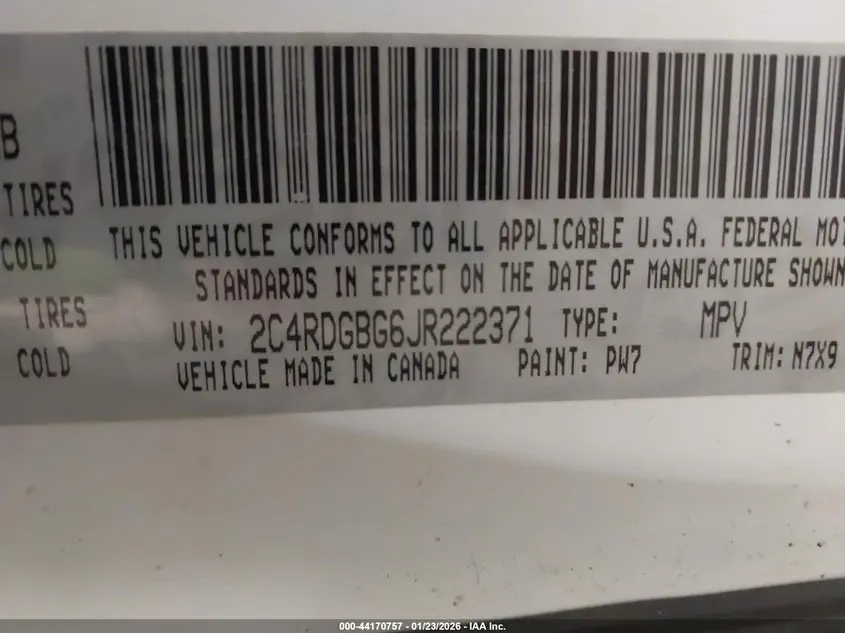 B
TIRES
COLD
TIRES
COLD
THIS VEHICLE CONFORMS TO ALL APPLICABLE U.S.A. FEDERAL MOT
STANDARDS IN EFFECT ON THE DATE OF MANUFACTURE SHOWN
VIN: 2C4RDGBG6JR222371 TYPE: MPV
VEHICLE MADE IN CANADA PAINT: PW7 TRIM: N7X9
000-44170757 - 01/23/2026 - IAA Inc.